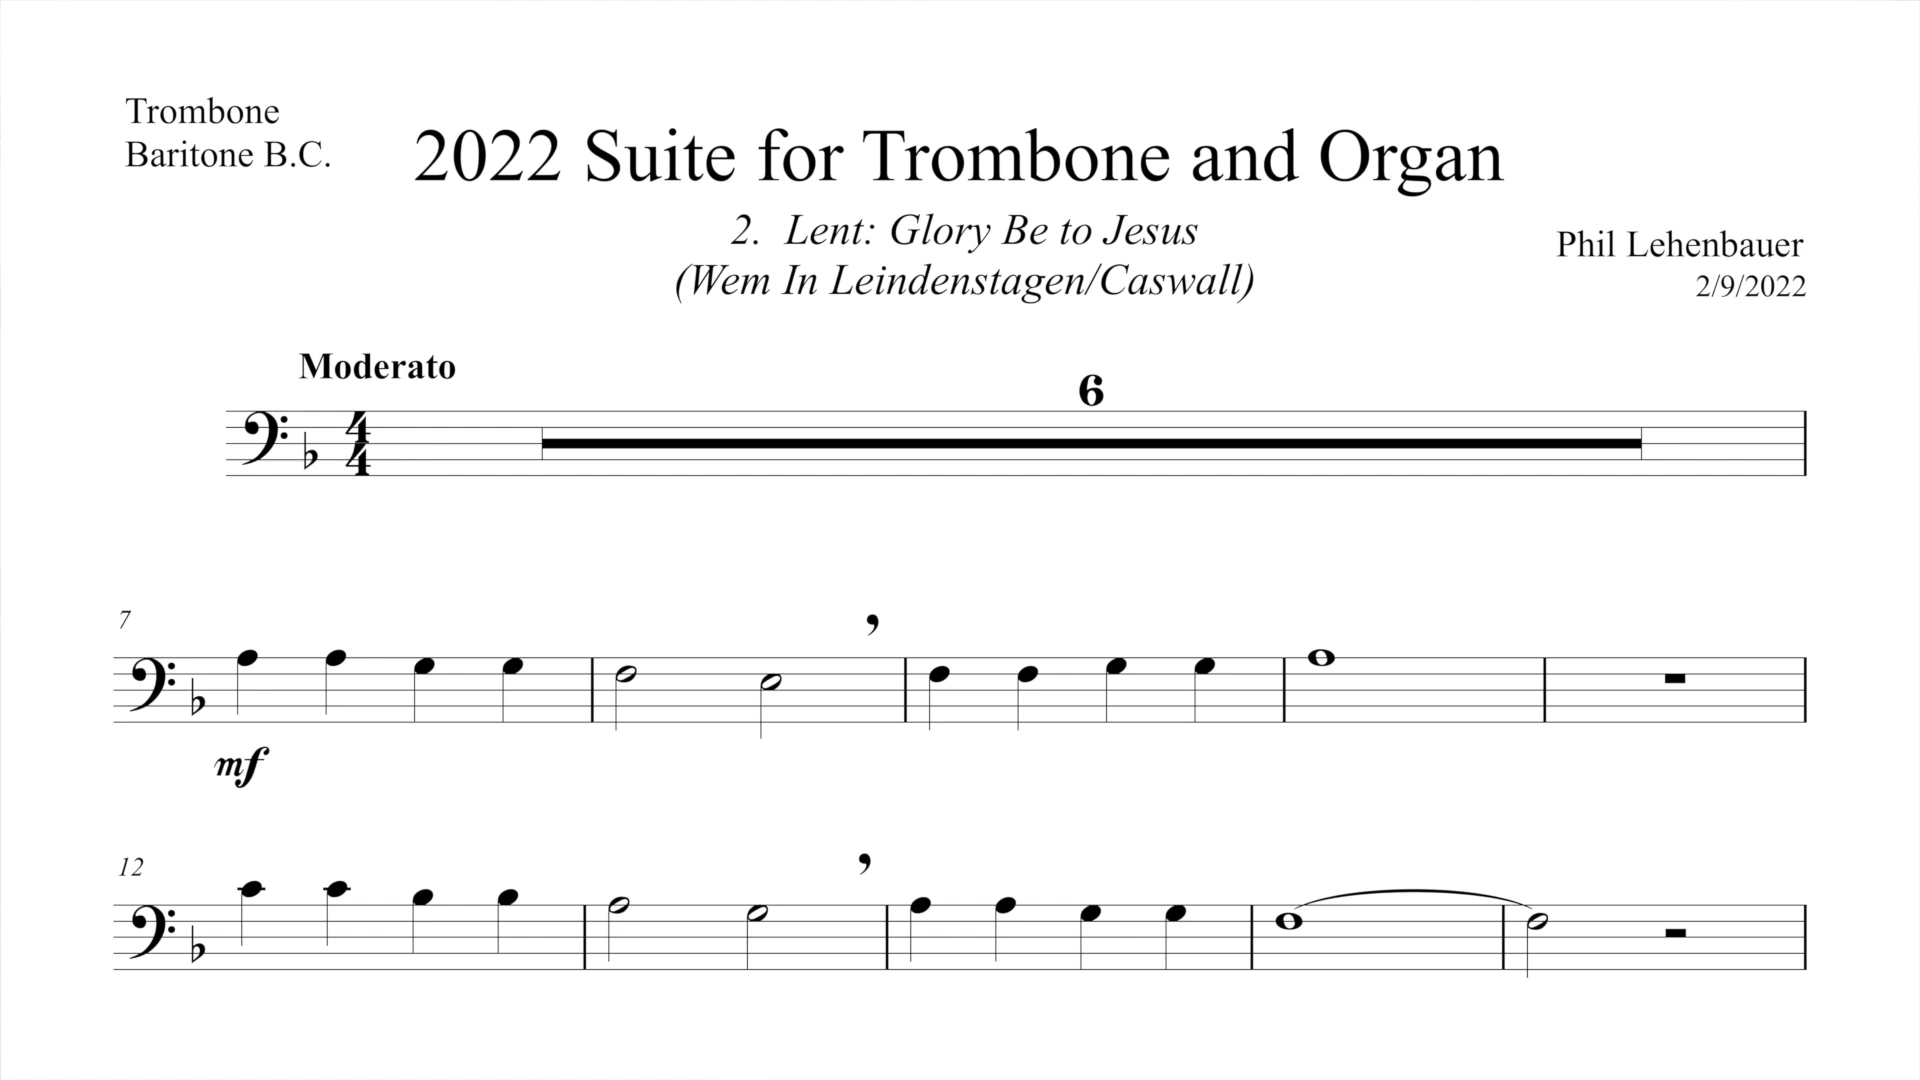 Trombone
Baritone B.C.
2022 Suite for Trombone and Organ
2. Lent: Glory Be to Jesus
(Wem In Leindenstagen/Caswall)
Phil Lehenbauer
2/9/2022
Moderato
6
4
4
7
mf
12